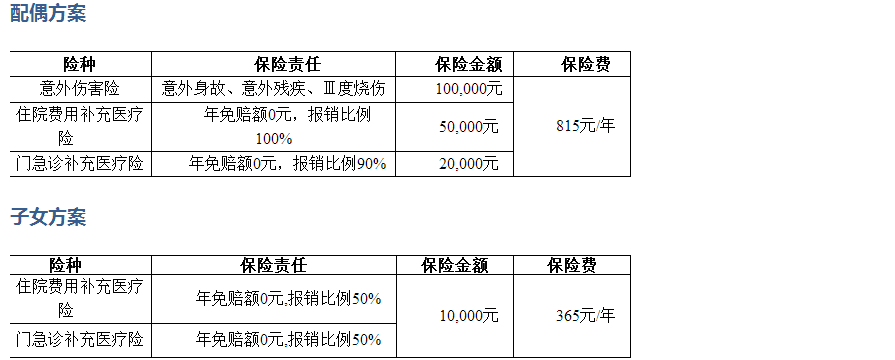 配偶方案
险种 保险责任 保险金额 保险费
意外伤害险 意外身故、意外残疾、Ⅲ度烧伤 100,000元
住院费用补充医疗
险
年免赔额0元，报销比例
100%
50,000元
815元/年
门急诊补充医疗险 年免赔额0元，报销比例90% 20,000元
子女方案
险种 保险责任 保险金额 保险费
住院费用补充医疗
险
年免赔额0元,报销比例50%
10,000元
365元/年
门急诊补充医疗险 年免赔额0元,报销比例50%